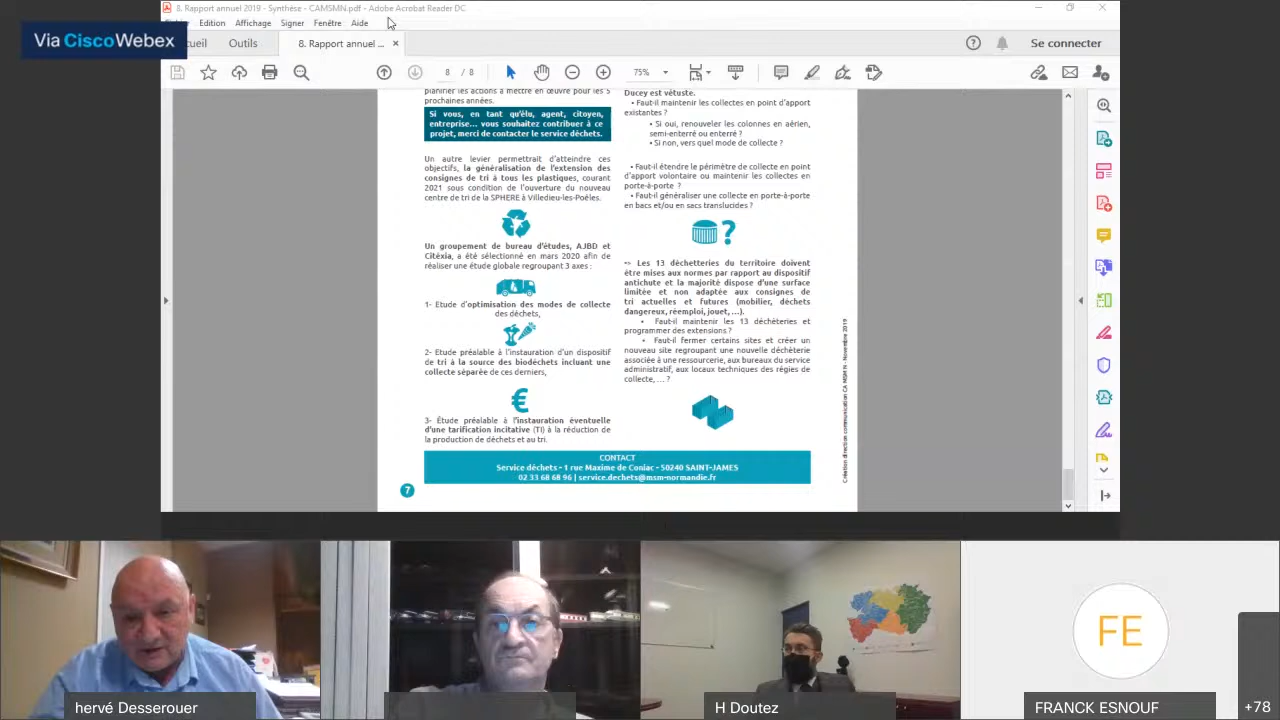 8. Rapport annuel 2019 - Synthèse - CAMSMN.pdf - Adobe Acrobat Reader DC
Edition Affichage Signer Fenêtre Aide
Via CiscoWebex
cueil Outils 8. Rapport annuel ... × Se connecter
8 / 8 75%
planifier les actions à mettre en œuvre pour les 5
prochaines années.
Si vous, en tant qu'élu, agent, citoyen,
entreprise... vous souhaitez contribuer à ce
projet, merci de contacter le service déchets.
Un autre levier permettrait d'atteindre ces
objectifs, la généralisation de l'extension des
consignes de tri à tous les plastiques, courant
2021 sous condition de l'ouverture du nouveau
centre de tri de la SPHERE à Villedieu-les-Poêles.
Un groupement de bureau d'études, AJBD et
Citéxia, a été sélectionné en mars 2020 afin de
réaliser une étude globale regroupant 3 axes :
1- Etude d'optimisation des modes de collecte
des déchets,
2- Etude préalable à l'instauration d'un dispositif
de tri à la source des biodéchets incluant une
collecte séparée de ces derniers,
€
3- Étude préalable à l'instauration éventuelle
d'une tarification incitative (TI) à la réduction de
la production de déchets et au tri.
Ducey est vétuste.
• Faut-il maintenir les collectes en point d'apport
existantes ?
• Si oui, renouveler les colonnes en aérien,
semi-enterré ou enterré ?
• Si non, vers quel mode de collecte ?
• Faut-il étendre le périmètre de collecte en point
d'apport volontaire ou maintenir les collectes en
porte-à-porte ?
• Faut-il généraliser une collecte en porte-à-porte
en bacs et/ou en sacs translucides ?
?
-> Les 13 déchetteries du territoire doivent
être mises aux normes par rapport au dispositif
antichute et la majorité dispose d'une surface
limitée et non adaptée aux consignes de
tri actuelles et futures (mobilier, déchets
dangereux, réemploi, jouet, ...).
• Faut-il maintenir les 13 déchèteries et
programmer des extensions ?
• Faut-il fermer certains sites et créer un
nouveau site regroupant une nouvelle déchèterie
associée à une ressourcerie, aux bureaux du service
administratif, aux locaux techniques des régies de
collecte, ... ?
Création direction communication CA MSM N - Novembre 2019
CONTACT
Service déchets - 1 rue Maxime de Coniac - 50240 SAINT-JAMES
02 33 68 68 96 | service.dechets@msm-normandie.fr
7
FE
hervé Desserouer
H Doutez
FRANCK ESNOUF
+78